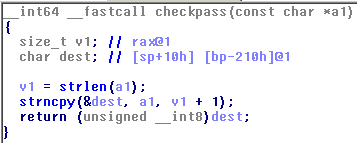 __int64 __fastcall checkpass(const char *a1)
{
size_t v1; // rax@1
char dest; // [sp+10h] [bp-210h]@1
v1 = strlen(a1);
strncpy(&dest, a1, v1 + 1);
return (unsigned __int8)dest;
}